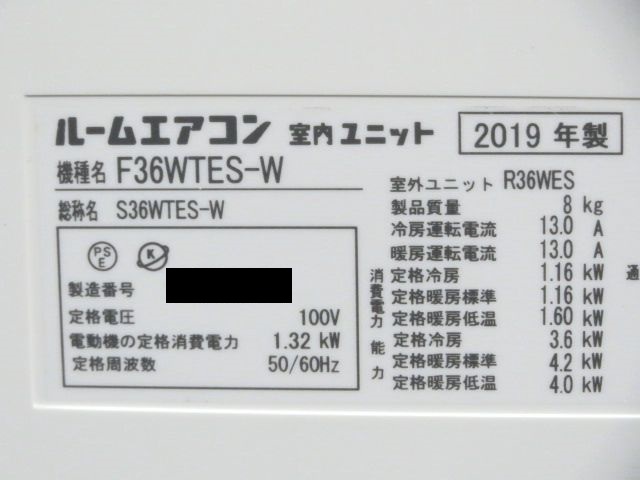 ルームエアコン 室内ユニット 2019 年製
機種名 F36WTES-W
総称名 S36WTES-W
PS
E
K
製造番号
定格電圧 100V
電動機の定格消費電力 1.32 kW
定格周波数 50/60Hz
室外ユニット R36WES
製品質量 8 kg
冷房運転電流 13.0 A
暖房運転電流 13.0 A
消費電力
定格冷房 1.16 kW
定格暖房標準 1.16 kW
定格暖房低温 1.60 kW
能力
定格冷房 3.6 kW
定格暖房標準 4.2 kW
定格暖房低温 4.0 kW
通